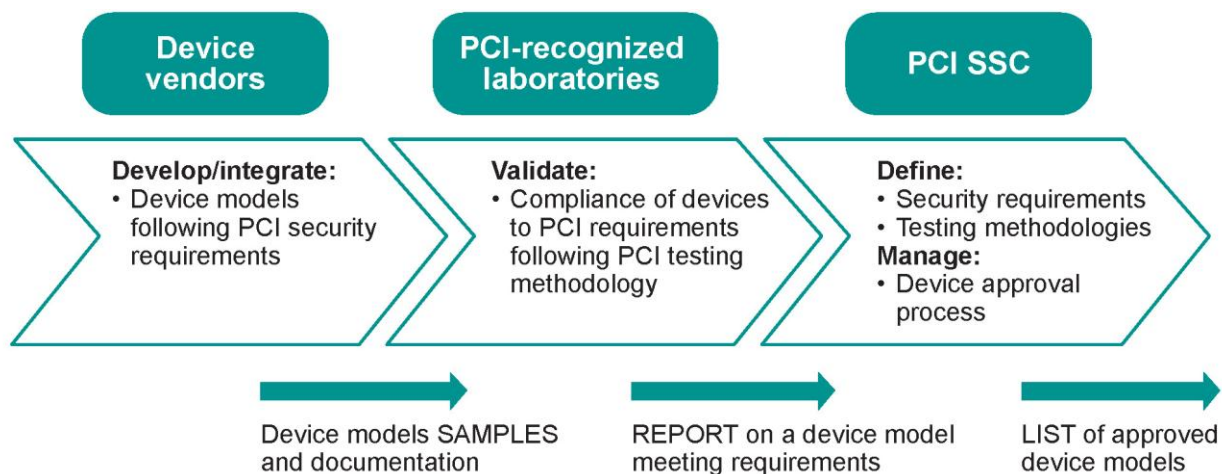 Device
vendors
PCI-recognized
laboratories
PCI SSC
Develop/integrate:
• Device models
following PCI security
requirements
Validate:
• Compliance of devices
to PCI requirements
following PCI testing
methodology
Define:
• Security requirements
• Testing methodologies
Manage:
• Device approval
process
Device models SAMPLES
and documentation
REPORT on a device model
meeting requirements
LIST of approved
device models